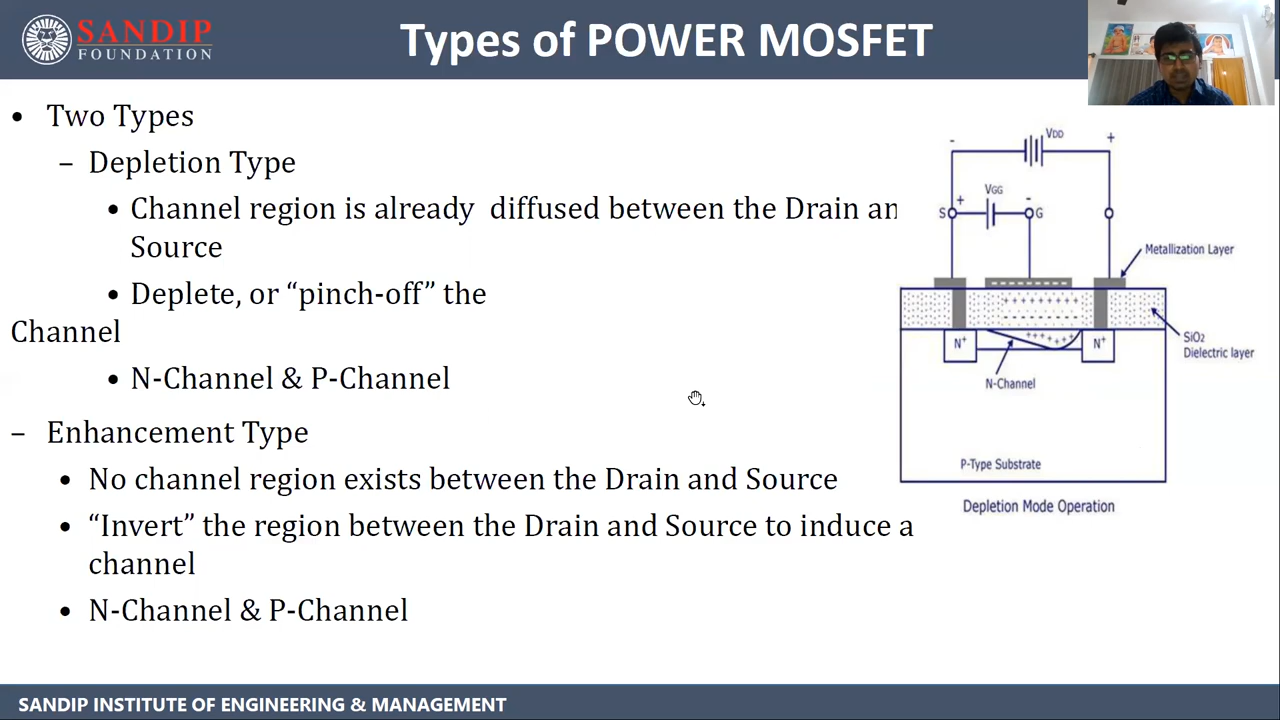 SANDIP
FOUNDATION
Types of POWER MOSFET
• Two Types
– Depletion Type
• Channel region is already diffused between the Drain an
Source
• Deplete, or “pinch-off” the
Channel
• N-Channel & P-Channel
– Enhancement Type
• No channel region exists between the Drain and Source
• “Invert” the region between the Drain and Source to induce a
channel
• N-Channel & P-Channel
- VDD +
+ VGG -
S G
Metallization Layer
SiO2
Dielectric layer
N+ N+
N-Channel
P-Type Substrate
Depletion Mode Operation
SANDIP INSTITUTE OF ENGINEERING & MANAGEMENT